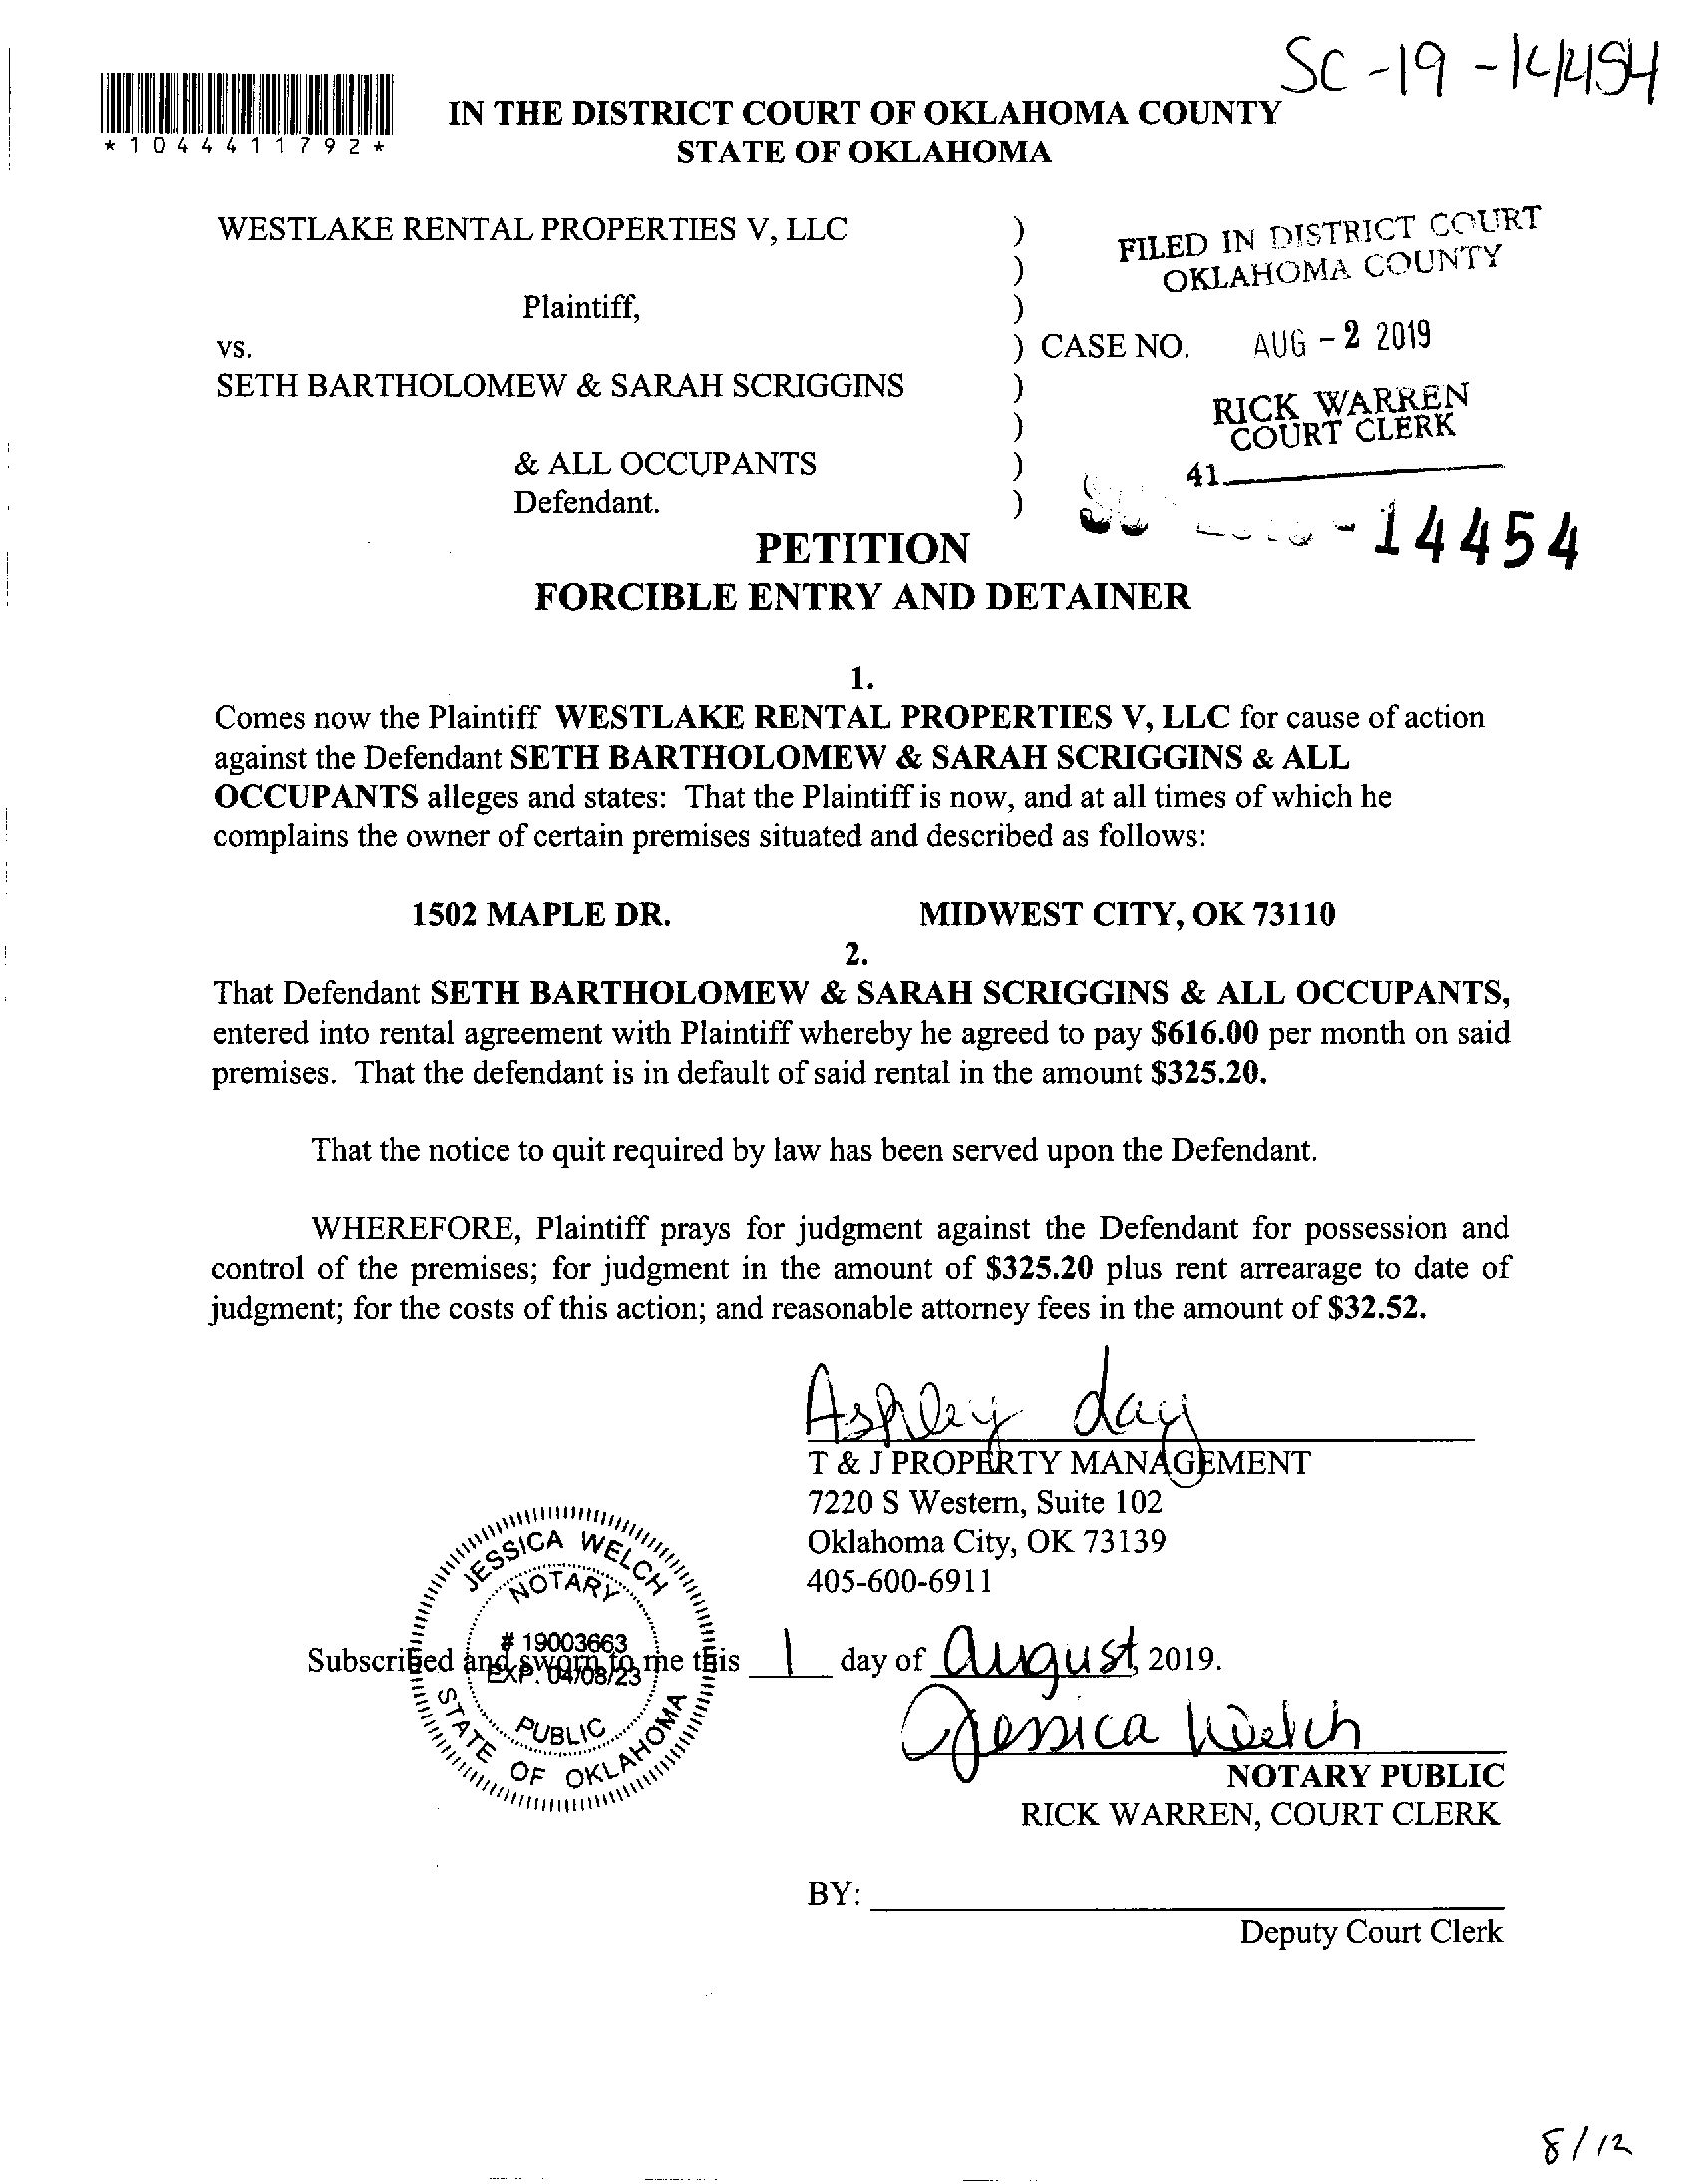 SC-19-14454
*1044411792*
IN THE DISTRICT COURT OF OKLAHOMA COUNTY
STATE OF OKLAHOMA
WESTLAKE RENTAL PROPERTIES V, LLC )
)
Plaintiff, )
vs. ) CASE NO.
SETH BARTHOLOMEW & SARAH SCRIGGINS )
)
& ALL OCCUPANTS )
Defendant. )
FILED IN DISTRICT COURT
OKLAHOMA COUNTY
AUG - 2 2019
RICK WARREN
COURT CLERK
41
-14454
PETITION
FORCIBLE ENTRY AND DETAINER
1.
Comes now the Plaintiff WESTLAKE RENTAL PROPERTIES V, LLC for cause of action
against the Defendant SETH BARTHOLOMEW & SARAH SCRIGGINS & ALL
OCCUPANTS alleges and states: That the Plaintiff is now, and at all times of which he
complains the owner of certain premises situated and described as follows:
1502 MAPLE DR. MIDWEST CITY, OK 73110
2.
That Defendant SETH BARTHOLOMEW & SARAH SCRIGGINS & ALL OCCUPANTS,
entered into rental agreement with Plaintiff whereby he agreed to pay $616.00 per month on said
premises. That the defendant is in default of said rental in the amount $325.20.
That the notice to quit required by law has been served upon the Defendant.
WHEREFORE, Plaintiff prays for judgment against the Defendant for possession and
control of the premises; for judgment in the amount of $325.20 plus rent arrearage to date of
judgment; for the costs of this action; and reasonable attorney fees in the amount of $32.52.
Ashley day
T & J PROPERTY MANAGEMENT
7220 S Western, Suite 102
Oklahoma City, OK 73139
405-600-6911
JESSICA WELCH
NOTARY
# 19003663
EXP. 04/08/23
PUBLIC
STATE OF OKLAHOMA
Subscribed and sworn to me this 1 day of august, 2019.
Jessica Welch
NOTARY PUBLIC
RICK WARREN, COURT CLERK
BY:
Deputy Court Clerk
8/12